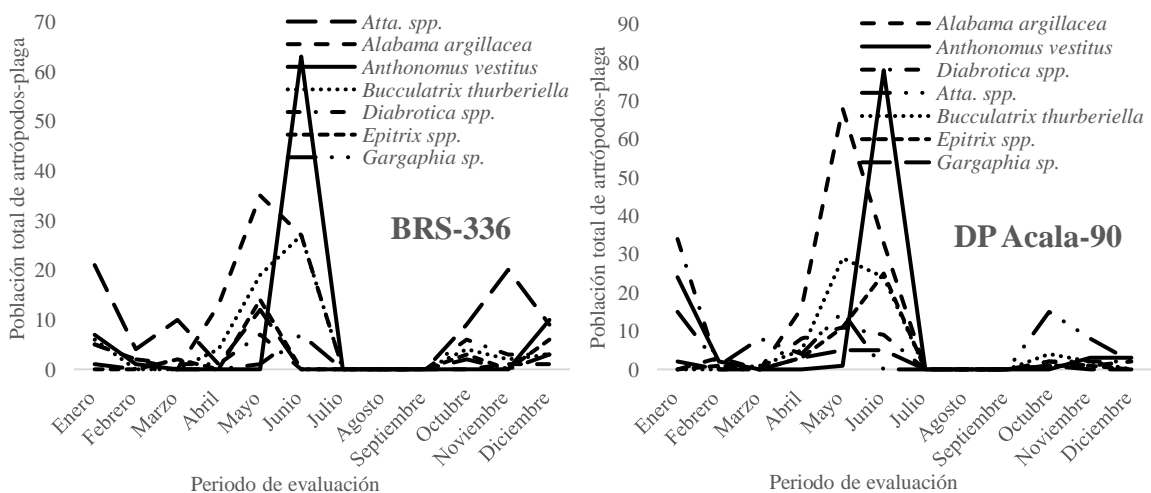 Población total de artrópodos-plaga
70
60
50
40
30
20
10
0
Atta. spp.
Alabama argillacea
Anthonomus vestitus
Bucculatrix thurberiella
Diabrotica spp.
Epitrix spp.
Gargaphia sp.
BRS-336
Enero
Febrero
Marzo
Abril
Mayo
Junio
Julio
Agosto
Septiembre
Octubre
Noviembre
Diciembre
Periodo de evaluación
Población total de artrópodos-plaga
90
80
70
60
50
40
30
20
10
0
Alabama argillacea
Anthonomus vestitus
Diabrotica spp.
Atta. spp.
Bucculatrix thurberiella
Epitrix spp.
Gargaphia sp.
DP Acala-90
Enero
Febrero
Marzo
Abril
Mayo
Junio
Julio
Agosto
Septiembre
Octubre
Noviembre
Diciembre
Periodo de evaluación